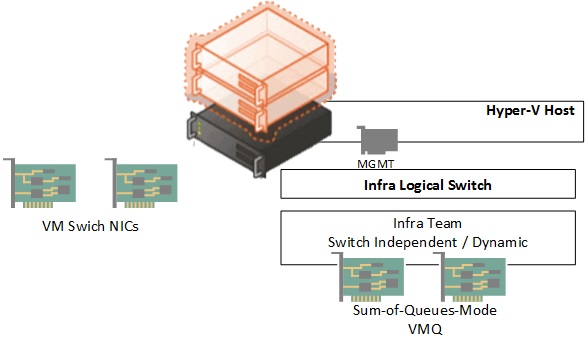 Hyper-V Host
MGMT
Infra Logical Switch
VM Swich NICs
Infra Team
Switch Independent / Dynamic
Sum-of-Queues-Mode
VMQ